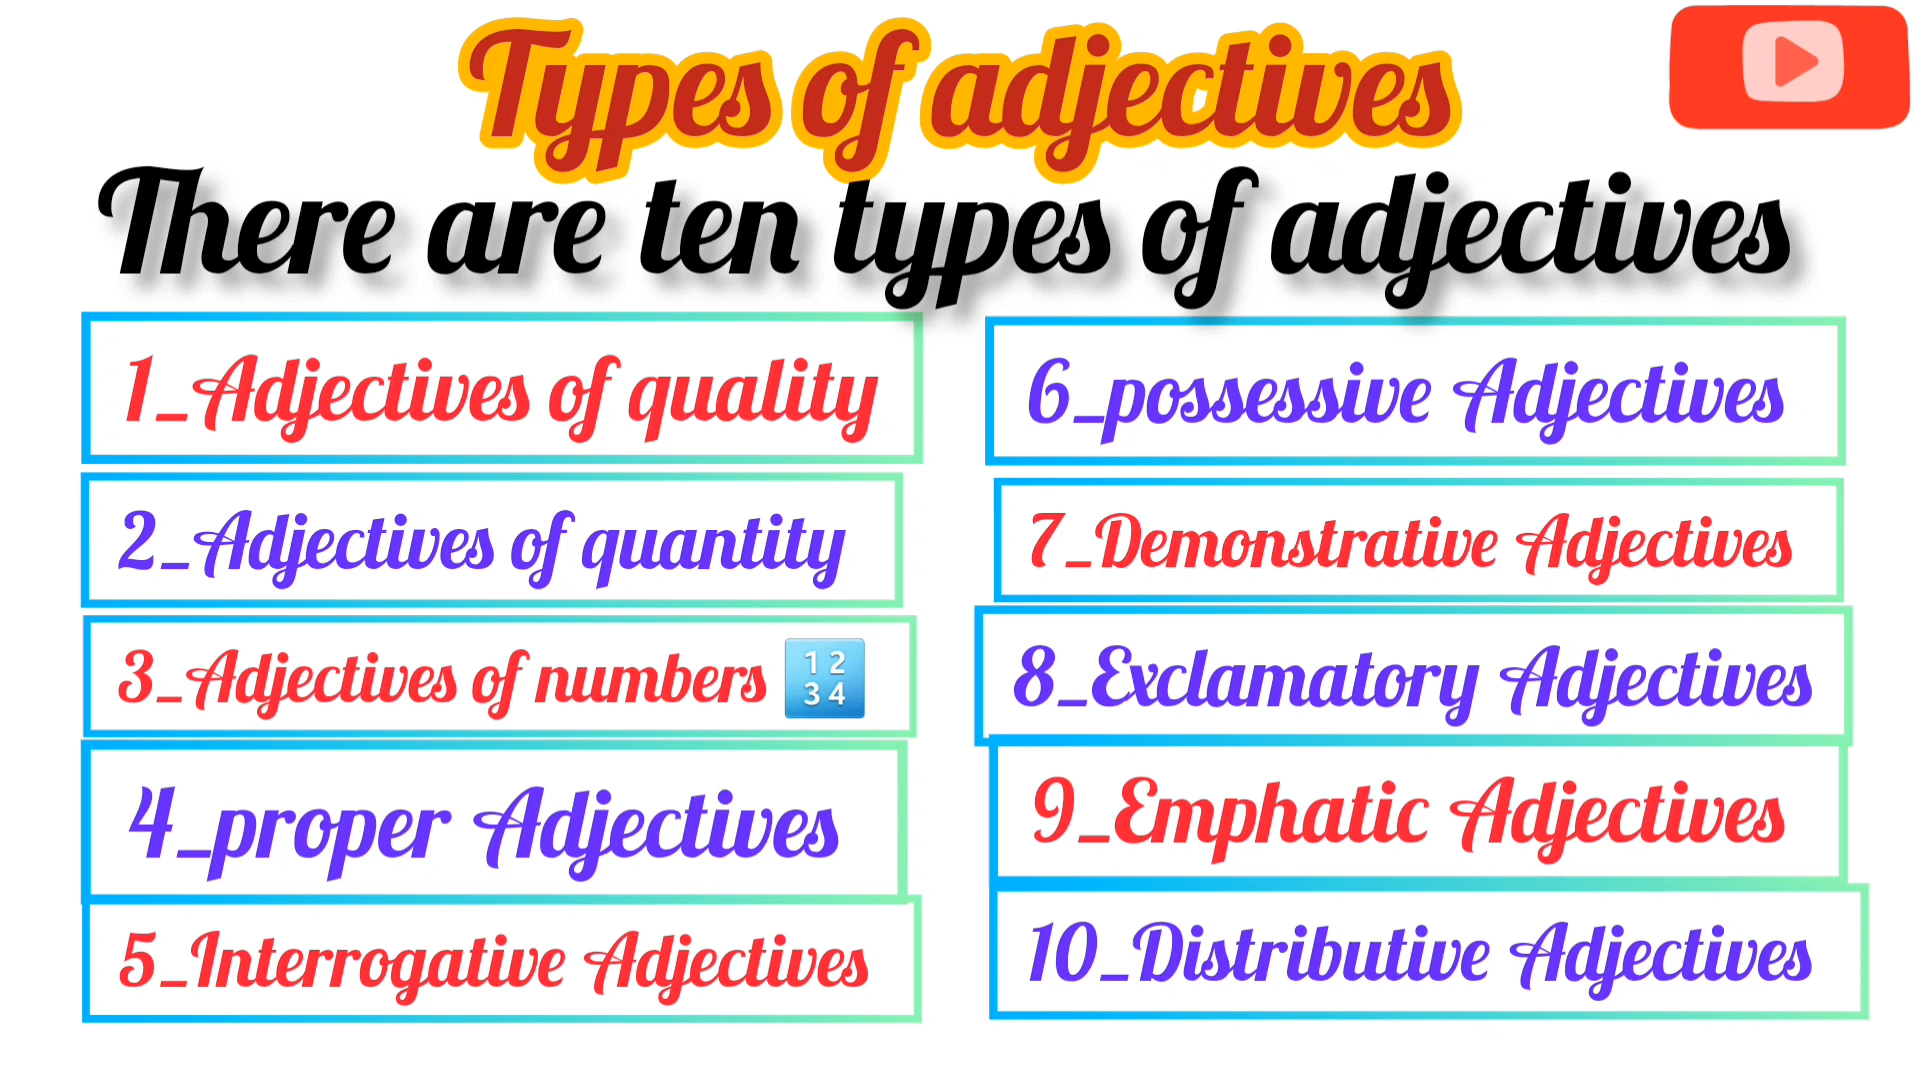 Types of adjectives
There are ten types of adjectives
1_Adjectives of quality
2_Adjectives of quantity
3_Adjectives of numbers 🔢
4_proper Adjectives
5_Interrogative Adjectives
6_possessive Adjectives
7_Demonstrative Adjectives
8_Exclamatory Adjectives
9_Emphatic Adjectives
10_Distributive Adjectives